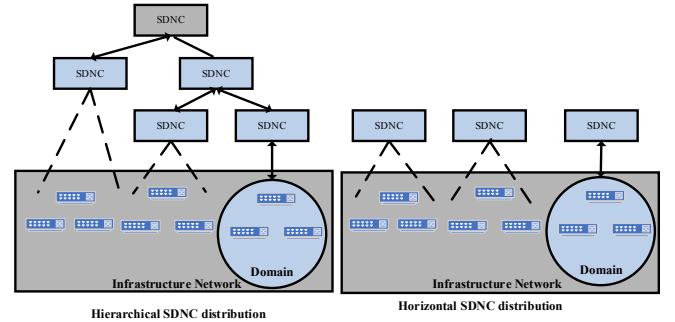 SDNC
SDNC
SDNC
SDNC
SDNC
SDNC
SDNC
SDNC
Domain
Infrastructure Network
Domain
Infrastructure Network
Hierarchical SDNC distribution
Horizontal SDNC distribution